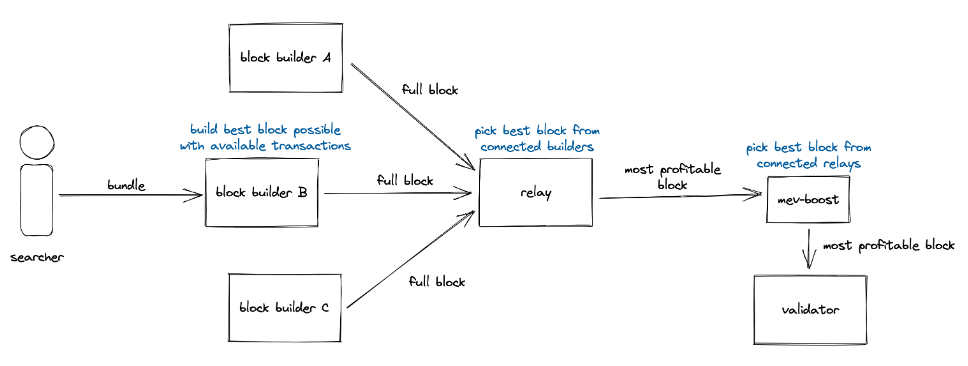 block builder A
full block
build best block possible
with available transactions
pick best block from
connected builders
pick best block from
connected relays
bundle
block builder B
full block
relay
most profitable
block
mev-boost
searcher
most profitable block
full block
block builder C
validator